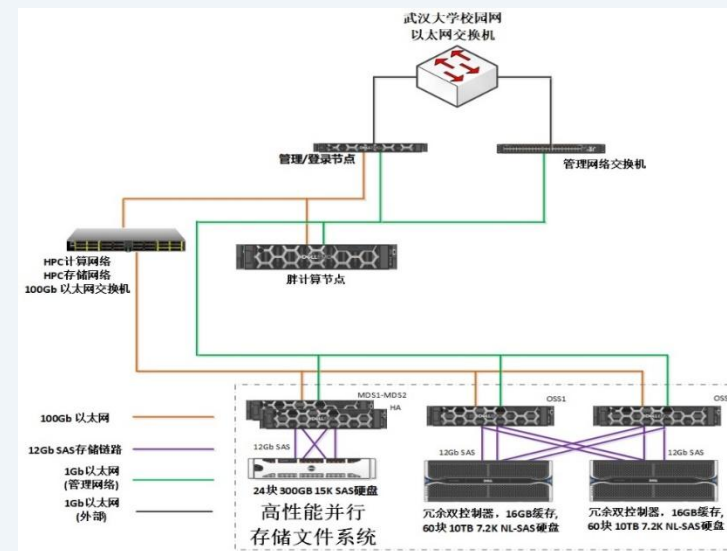 武汉大学校园网
以太网交换机
管理/登录节点
管理网络交换机
HPC计算网络
HPC存储网络
100Gb 以太网交换机
胖计算节点
MDS1-MDS2
HA
OSS1
OSS
12Gb SAS
12Gb SAS
12Gb SAS
24块 300GB 15K SAS硬盘
高性能并行
存储文件系统
冗余双控制器，16GB缓存,
60块 10TB 7.2K NL-SAS硬盘
冗余双控制器，16GB缓存,
60块 10TB 7.2K NL-SAS硬盘
100Gb 以太网
12Gb SAS存储链路
1Gb以太网
(管理网络)
1Gb以太网
(外部)